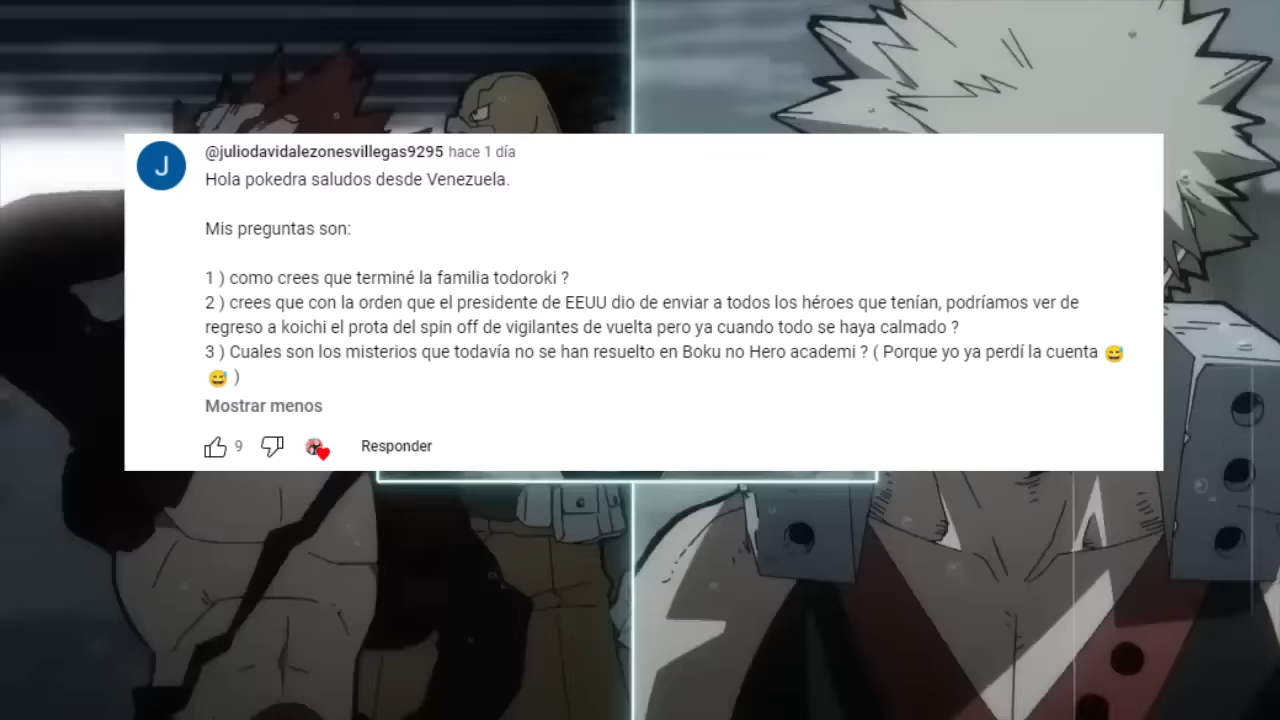 J
@juliodavidalezonesvillegas9295 hace 1 día
Hola pokedra saludos desde Venezuela.
Mis preguntas son:
1 ) como crees que terminé la familia todoroki ?
2 ) crees que con la orden que el presidente de EEUU dio de enviar a todos los héroes que tenían, podríamos ver de
regreso a koichi el prota del spin off de vigilantes de vuelta pero ya cuando todo se haya calmado ?
3 ) Cuales son los misterios que todavía no se han resuelto en Boku no Hero academi ? ( Porque yo ya perdí la cuenta 😅
😅 )
Mostrar menos
9 Responder